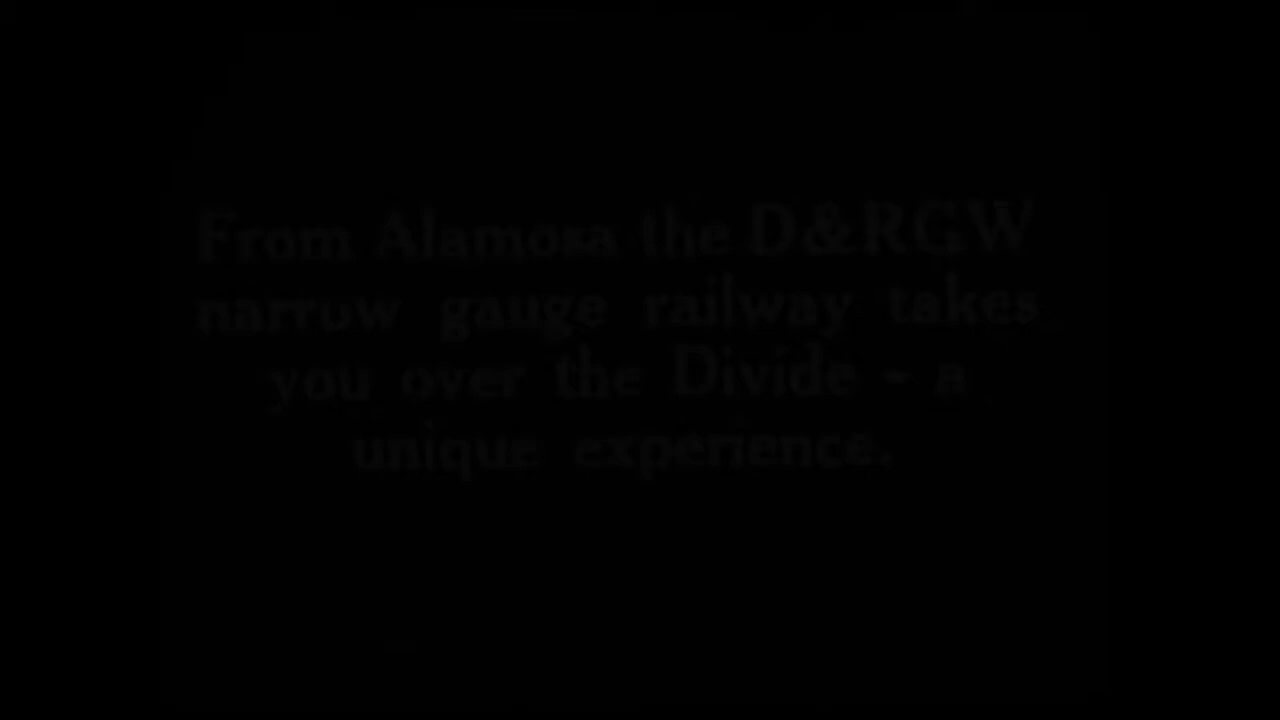 From Alamosa the D&RGW
narrow gauge railway takes
you over the Divide - a
unique experience.